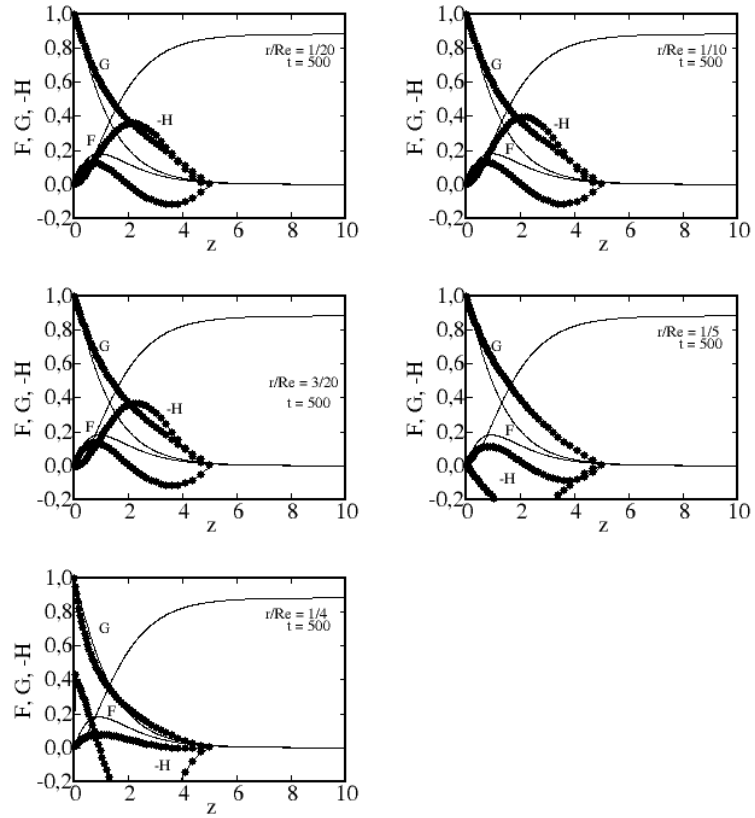 1,0
0,8
0,6
0,4
0,2
0,0
-0,2
F, G, -H
G
F
-H
r/Re = 1/20
t = 500
0 2 4 6 8 10
z
1,0
0,8
0,6
0,4
0,2
0,0
-0,2
F, G, -H
G
F
-H
r/Re = 1/10
t = 500
0 2 4 6 8 10
z
1,0
0,8
0,6
0,4
0,2
0,0
-0,2
F, G, -H
G
F
-H
r/Re = 3/20
t = 500
0 2 4 6 8 10
z
1,0
0,8
0,6
0,4
0,2
0,0
-0,2
F, G, -H
G
F
-H
r/Re = 1/5
t = 500
0 2 4 6 8 10
z
1,0
0,8
0,6
0,4
0,2
0,0
-0,2
F, G, -H
G
F
-H
r/Re = 1/4
t = 500
0 2 4 6 8 10
z